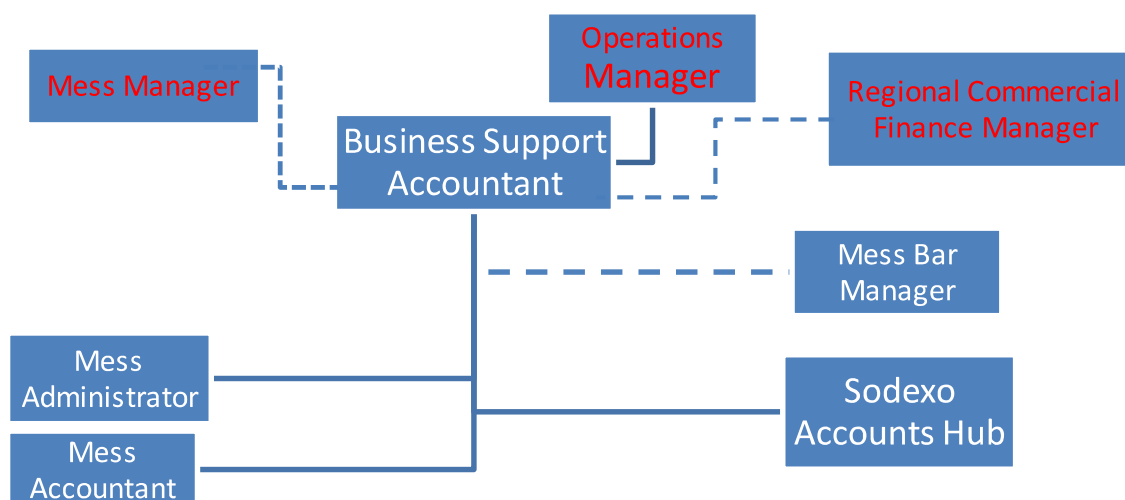 Operations
Manager
Mess Manager
Regional Commercial
Finance Manager
Business Support
Accountant
Mess Bar
Manager
Mess
Administrator
Sodexo
Accounts Hub
Mess
Accountant